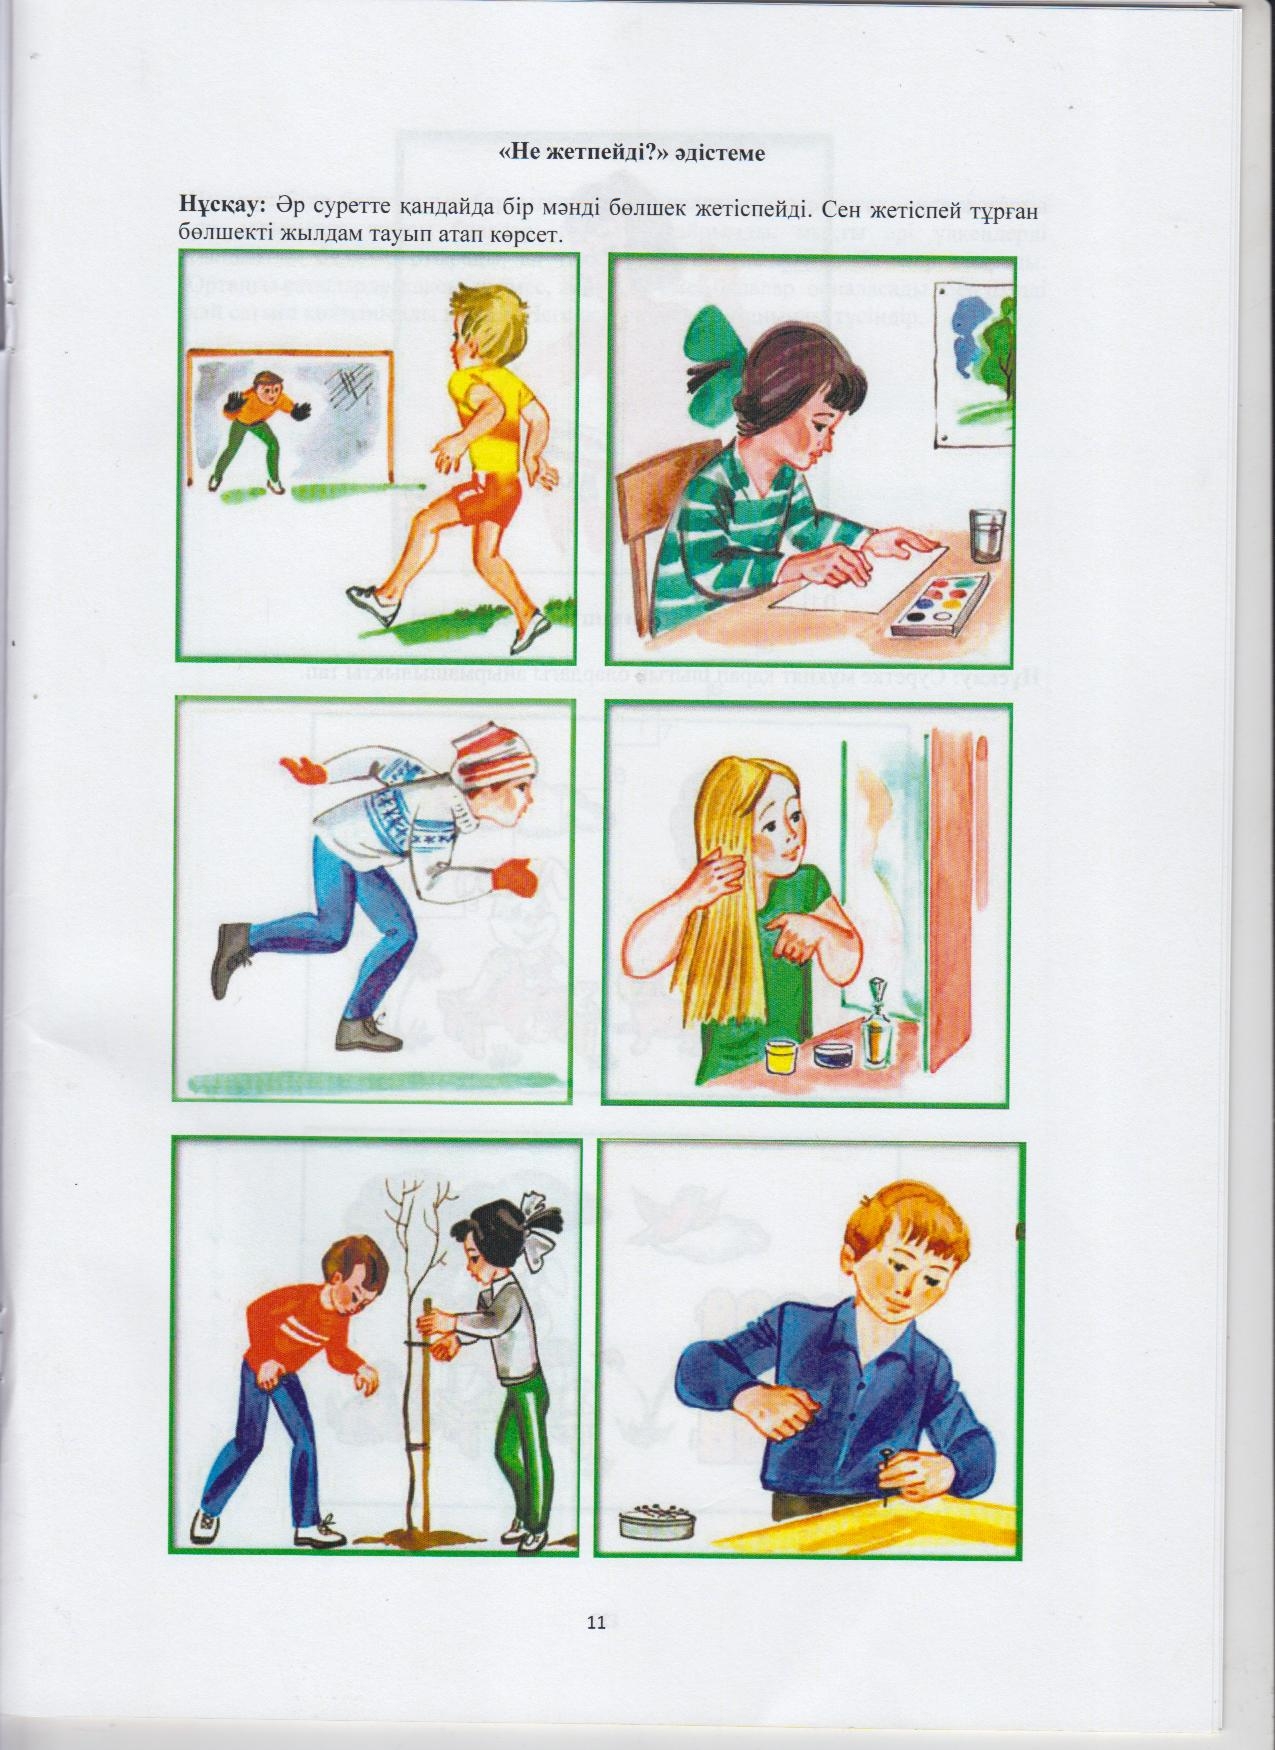 «Не жетпейді?» әдістеме
Нұсқау: Әр суретте қандайда бір мәнді бөлшек жетіспейді. Сен жетіспей тұрған
бөлшекті жылдам тауып атап көрсет.
11